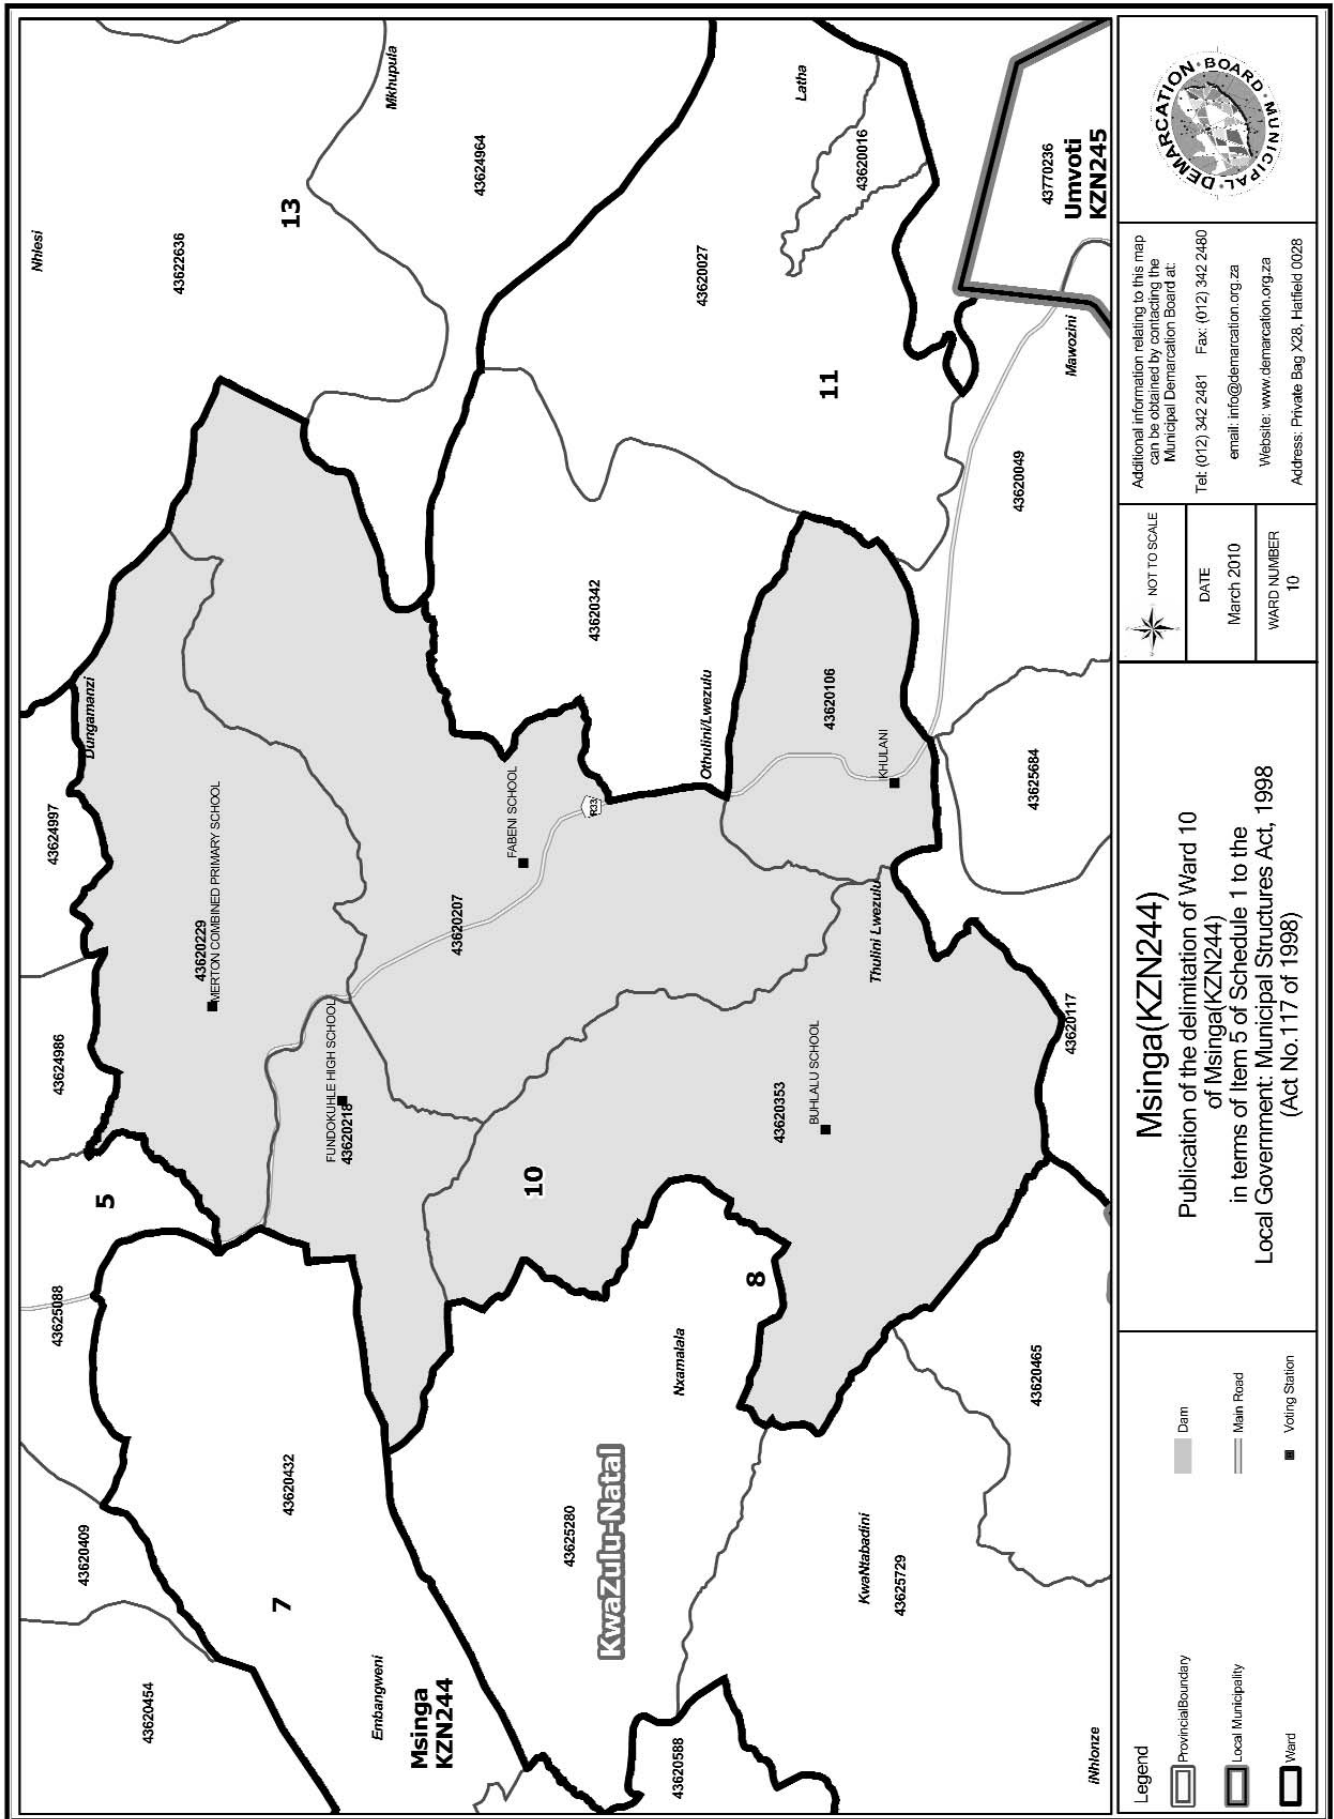 Nhlesi
Mkhupula
Latha
43622636
13
43624964
43620016
43620027
43770236
Umvoti
KZN245
11
Mawozini
43620049
43620342
Dungamanzi
43624997
Othulini/Lwezulu
43620106
KHULANI
43625684
FABENI SCHOOL
R33
43620229
MERTON COMBINED PRIMARY SCHOOL
43620207
Thulini Lwezulu
43624986
FUNDOKUHLE HIGH SCHOOL
43620218
43620353
BUHLALU SCHOOL
43620117
5
10
8
43625088
Nxamalala
43620465
43620409
43620432
43625280
KwaZulu-Natal
KwaNtabadini
43625729
7
43620454
Embangweni
Msinga
KZN244
43620588
iNhlonze
Legend
ProvincialBoundary
Local Municipality
Ward
Dam
Main Road
Voting Station
Msinga(KZN244)
Publication of the delimitation of Ward 10
of Msinga(KZN244)
in terms of Item 5 of Schedule 1 to the
Local Government: Municipal Structures Act, 1998
(Act No.117 of 1998)
NOT TO SCALE
DATE
March 2010
WARD NUMBER
10
Additional information relating to this map
can be obtained by contacting the
Municipal Demarcation Board at:
Tel: (012) 342 2481 Fax: (012) 342 2480
email: info@demarcation.org.za
Website: www.demarcation.org.za
Address: Private Bag X28, Hatfield 0028
MUNICIPAL DEMARCATION BOARD